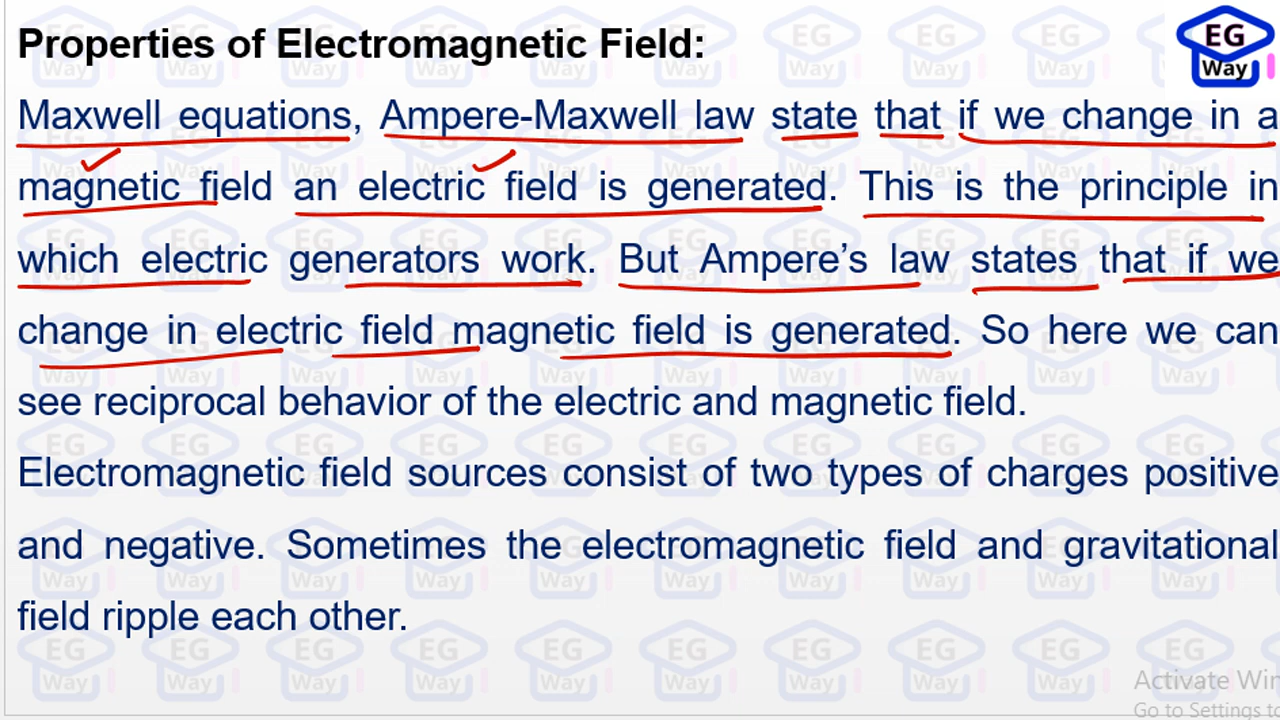 Properties of Electromagnetic Field:
EG
Way
Maxwell equations, Ampere-Maxwell law state that if we change in a
magnetic field an electric field is generated. This is the principle in
which electric generators work. But Ampere’s law states that if we
change in electric field magnetic field is generated. So here we can
see reciprocal behavior of the electric and magnetic field.
Electromagnetic field sources consist of two types of charges positive
and negative. Sometimes the electromagnetic field and gravitational
field ripple each other.
Activate Win
Go to Settings to